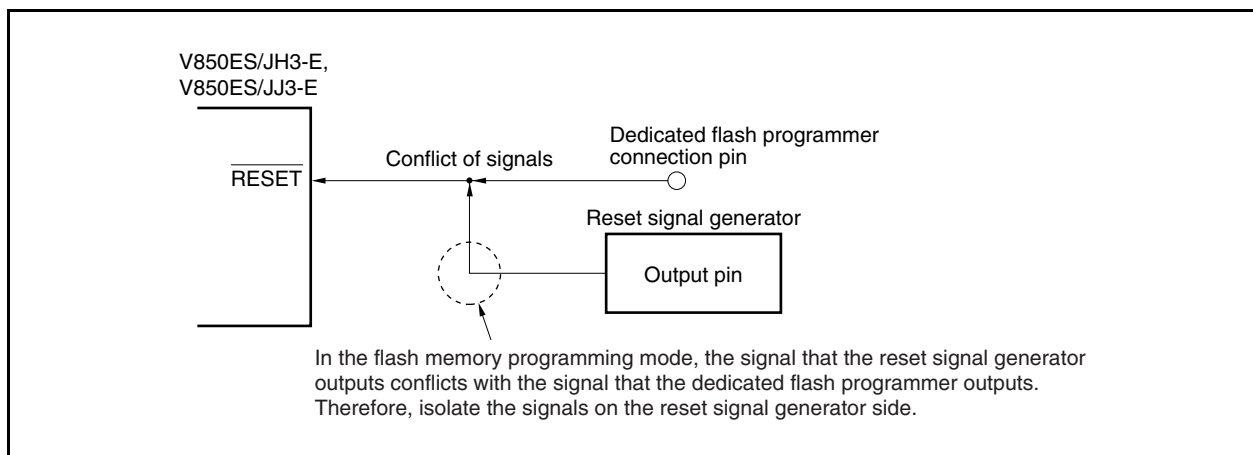 V850ES/JH3-E,
V850ES/JJ3-E
Dedicated flash programmer
connection pin
Conflict of signals
RESET
Reset signal generator
Output pin
In the flash memory programming mode, the signal that the reset signal generator
outputs conflicts with the signal that the dedicated flash programmer outputs.
Therefore, isolate the signals on the reset signal generator side.